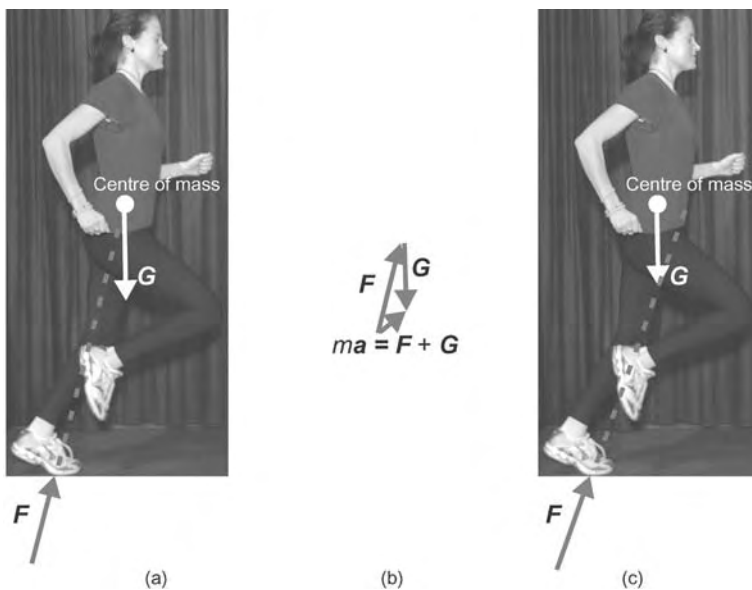 Centre of mass
G
F
(a)
F
G
ma = F + G
(b)
Centre of mass
G
F
(c)